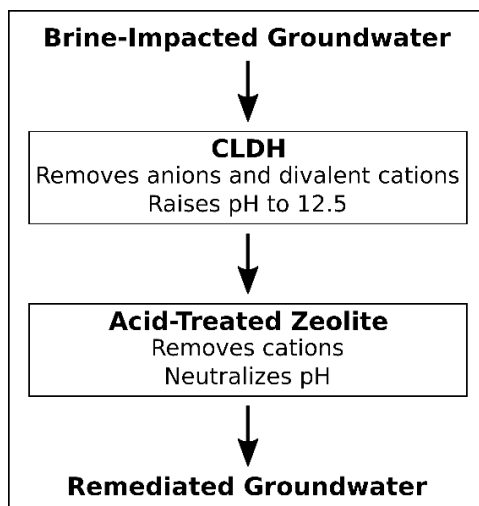 Brine-Impacted Groundwater
CLDH
Removes anions and divalent cations
Raises pH to 12.5
Acid-Treated Zeolite
Removes cations
Neutralizes pH
Remediated Groundwater